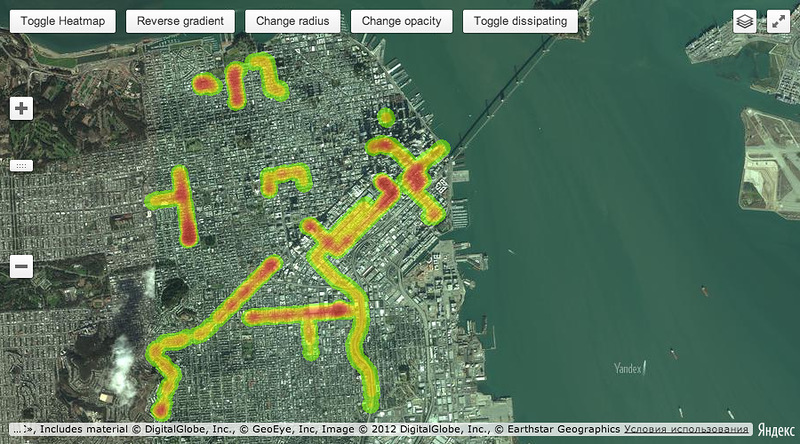 Toggle Heatmap
Reverse gradient
Change radius
Change opacity
Toggle dissipating
Yandex
...», Includes material © DigitalGlobe, Inc., © GeoEye, Inc, Image © 2012 DigitalGlobe, Inc., © Earthstar Geographics Условия использования
Яндекс